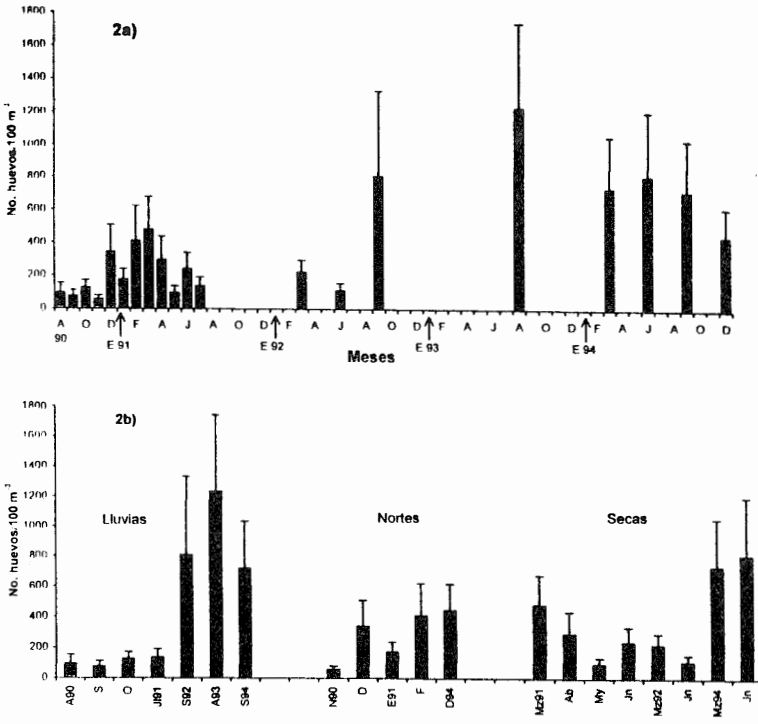 2a)
No. huevos.100 m⁻³
1800
1600
1400
1200
1000
800
600
400
200
0
A O D F A J A O D F A J A O D F A J A O D F A J A O D
90 E 91 E 92 E 93 E 94
Meses
2b)
No. huevos.100 m⁻³
1800
1600
1400
1200
1000
800
600
400
200
0
Lluvias Nortes Secas
A90 S O Jl91 S92 A93 S94 N90 D E91 F D94 Mz91 Ab My Jn Mz92 Jn Mz94 Jn